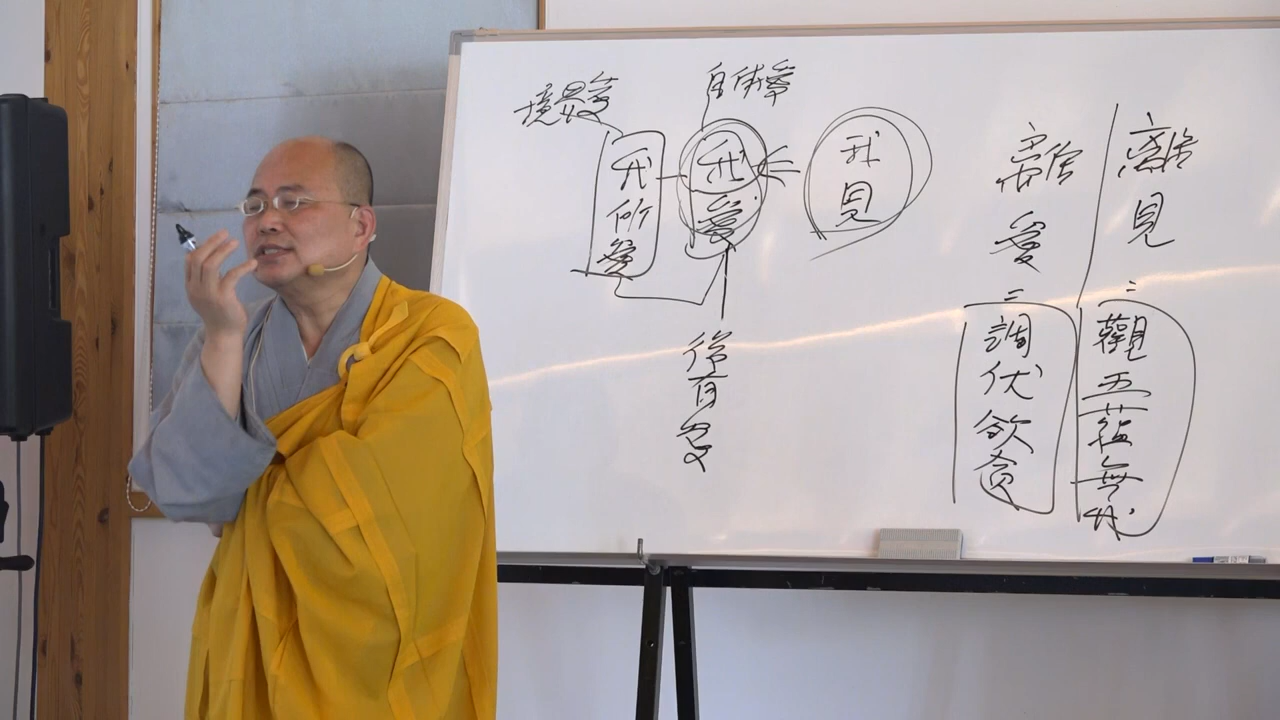 離見=觀五蘊無我
離愛=調伏欲貪
我見
自体愛
我愛
後有愛
境界愛
我所愛